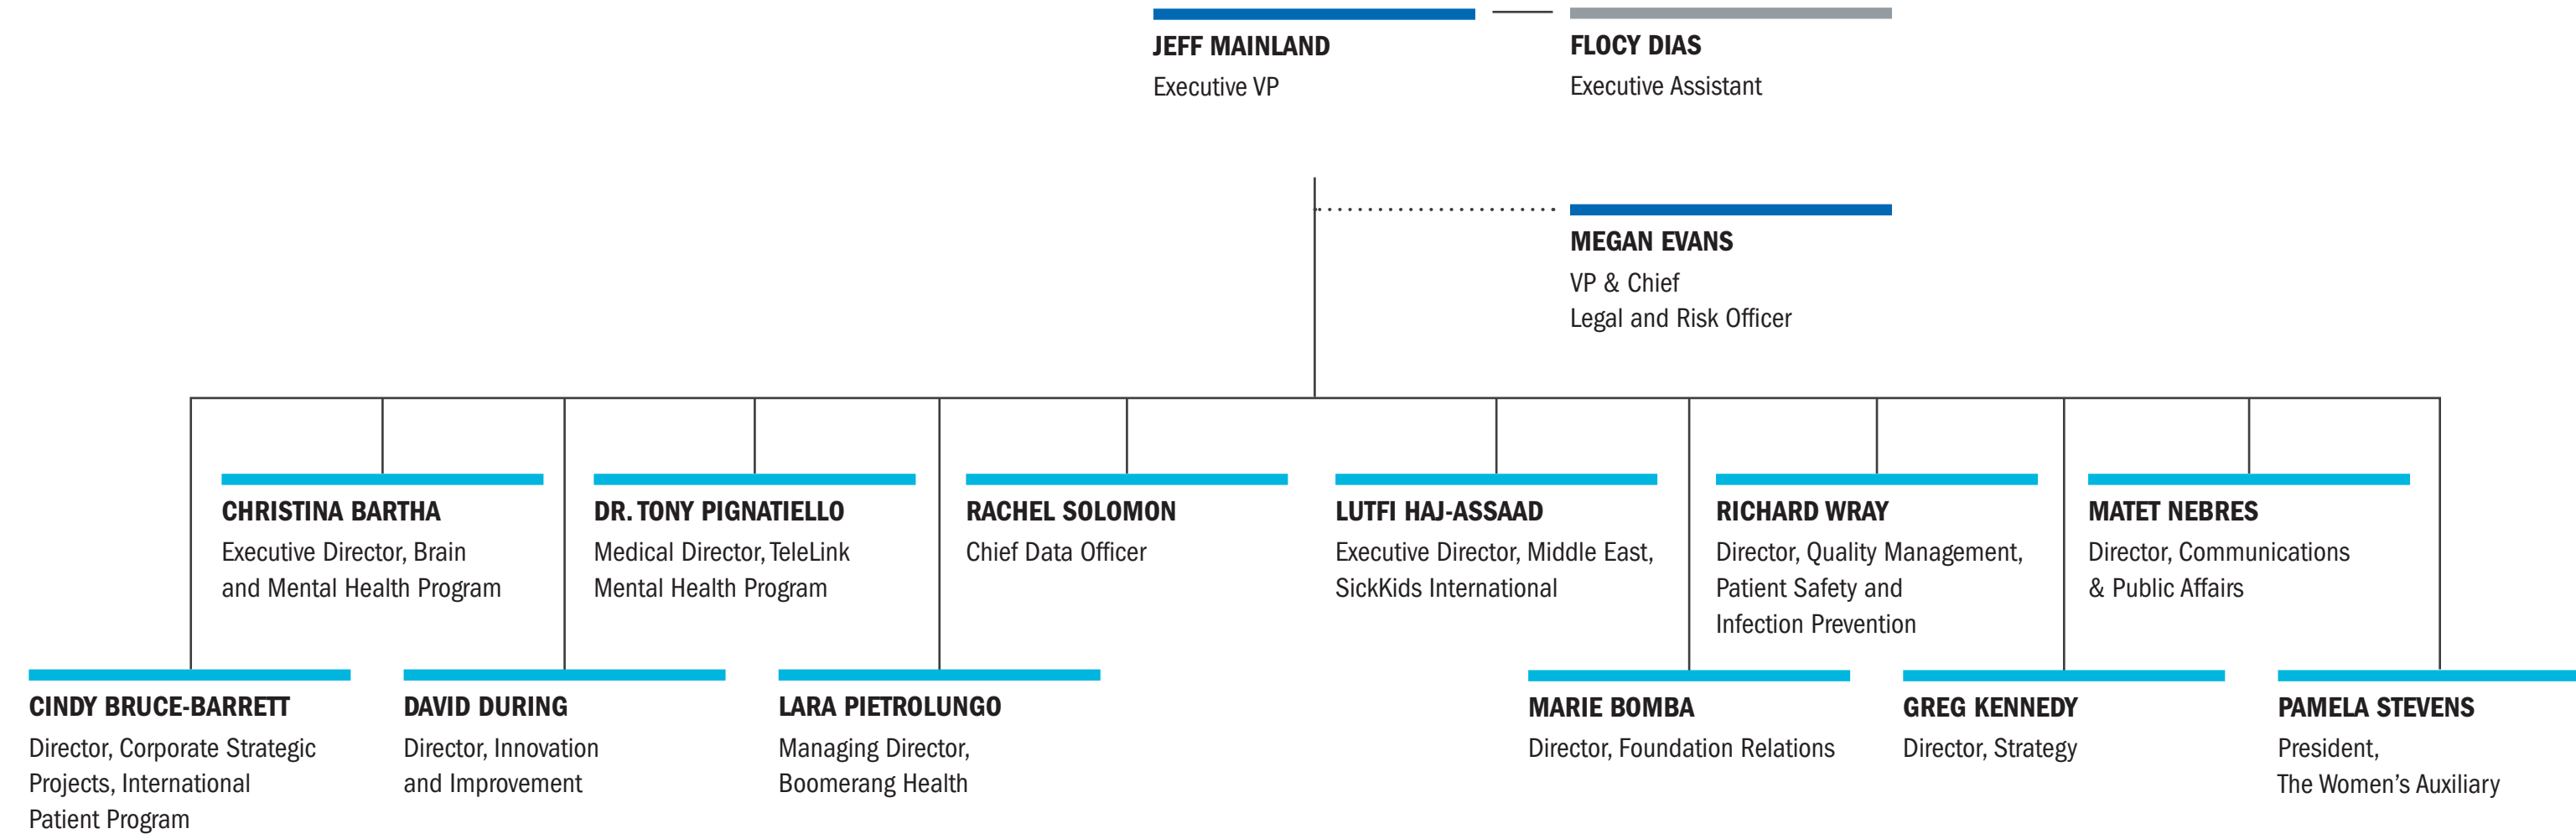 JEFF MAINLAND
Executive VP
FLOCY DIAS
Executive Assistant
MEGAN EVANS
VP & Chief
Legal and Risk Officer
CHRISTINA BARTHA
Executive Director, Brain
and Mental Health Program
DR. TONY PIGNATIELLO
Medical Director, TeleLink
Mental Health Program
RACHEL SOLOMON
Chief Data Officer
LUTFI HAJ-ASSAAD
Executive Director, Middle East,
SickKids International
RICHARD WRAY
Director, Quality Management,
Patient Safety and
Infection Prevention
MATET NEBRES
Director, Communications
& Public Affairs
CINDY BRUCE-BARRETT
Director, Corporate Strategic
Projects, International
Patient Program
DAVID DURING
Director, Innovation
and Improvement
LARA PIETROLUNGO
Managing Director,
Boomerang Health
MARIE BOMBA
Director, Foundation Relations
GREG KENNEDY
Director, Strategy
PAMELA STEVENS
President,
The Women’s Auxiliary